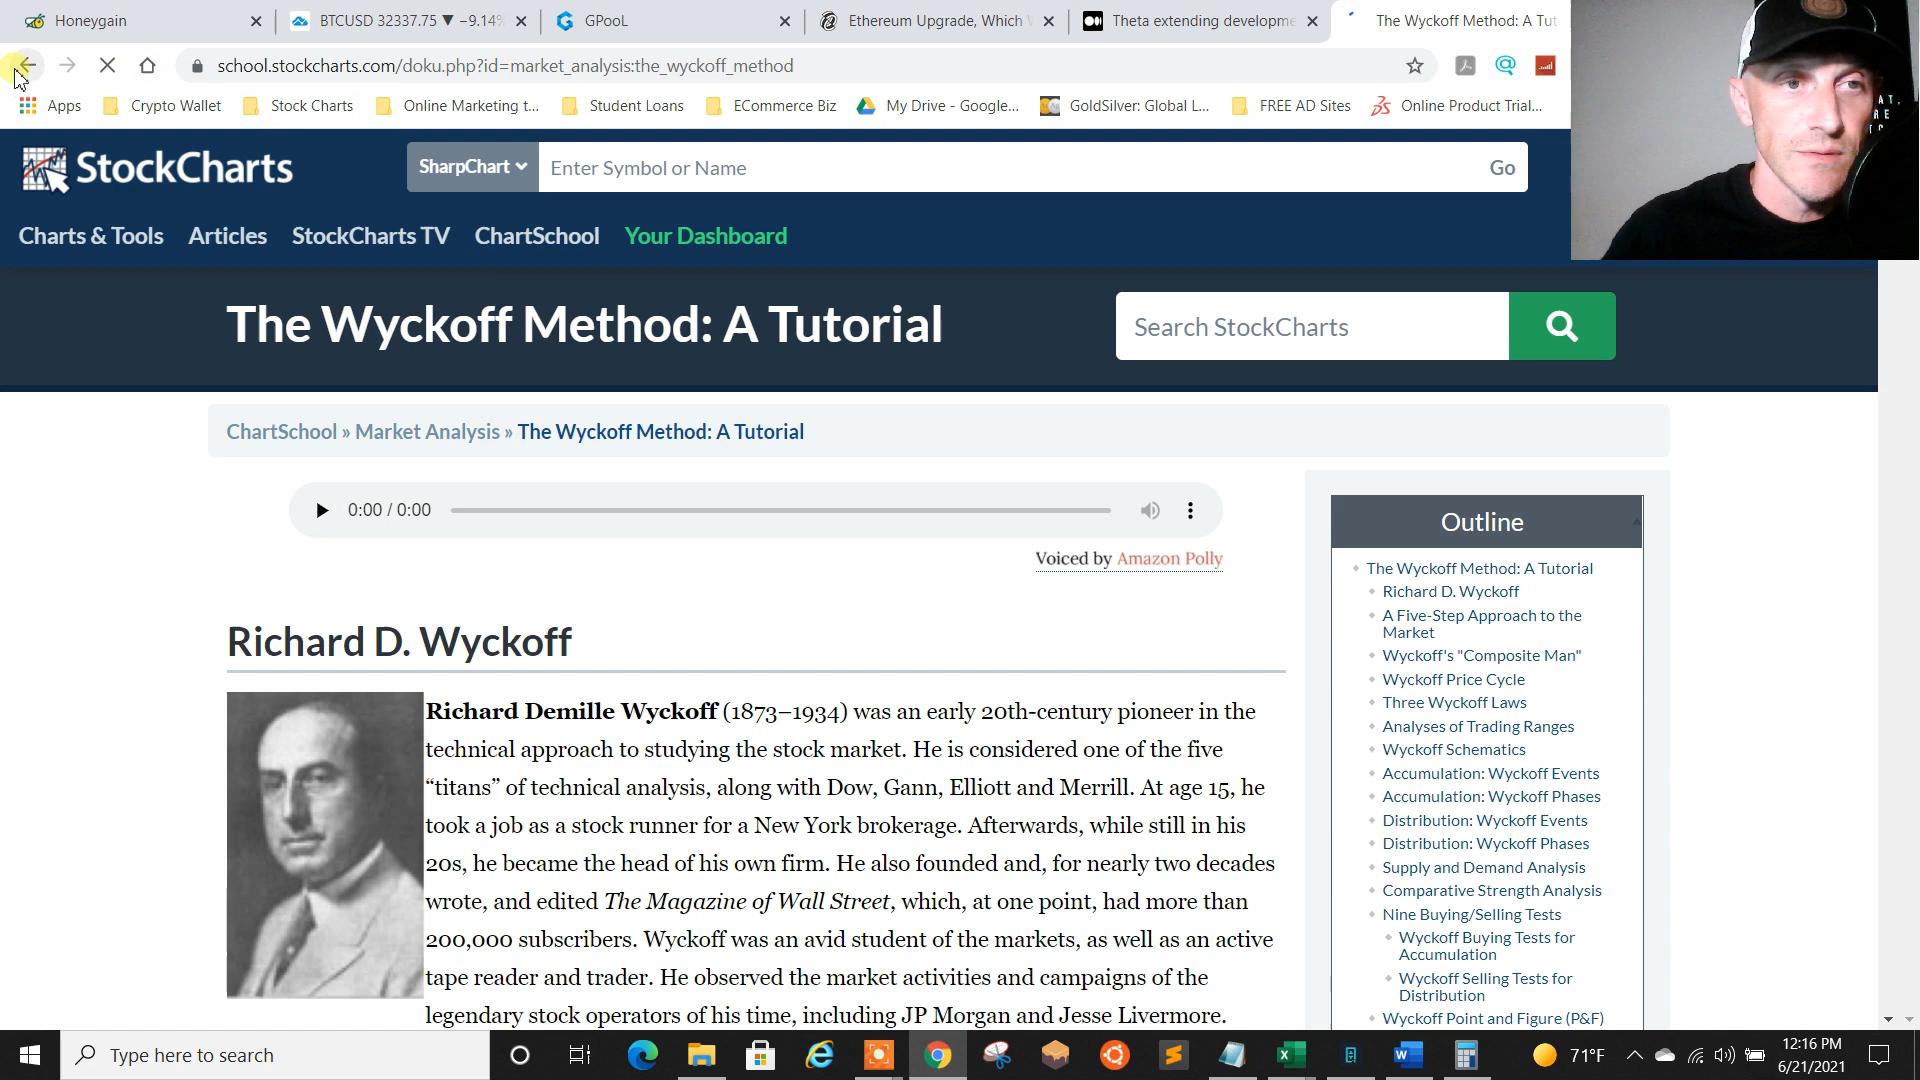 Honeygain
BTCUSD 32337.75 ▼ −9.14%
GPooL
Ethereum Upgrade, Which
Theta extending developme
The Wyckoff Method: A Tut
school.stockcharts.com/doku.php?id=market_analysis:the_wyckoff_method
Apps
Crypto Wallet
Stock Charts
Online Marketing t...
Student Loans
ECommerce Biz
My Drive - Google...
GoldSilver: Global L...
FREE AD Sites
Online Product Trial...
StockCharts
SharpChart
Enter Symbol or Name
Go
Charts & Tools
Articles
StockCharts TV
ChartSchool
Your Dashboard
The Wyckoff Method: A Tutorial
Search StockCharts
ChartSchool » Market Analysis » The Wyckoff Method: A Tutorial
0:00 / 0:00
Voiced by Amazon Polly
Richard D. Wyckoff
Richard Demille Wyckoff (1873–1934) was an early 20th-century pioneer in the
technical approach to studying the stock market. He is considered one of the five
“titans” of technical analysis, along with Dow, Gann, Elliott and Merrill. At age 15, he
took a job as a stock runner for a New York brokerage. Afterwards, while still in his
20s, he became the head of his own firm. He also founded and, for nearly two decades
wrote, and edited The Magazine of Wall Street, which, at one point, had more than
200,000 subscribers. Wyckoff was an avid student of the markets, as well as an active
tape reader and trader. He observed the market activities and campaigns of the
legendary stock operators of his time, including JP Morgan and Jesse Livermore.
Outline
The Wyckoff Method: A Tutorial
Richard D. Wyckoff
A Five-Step Approach to the
Market
Wyckoff's "Composite Man"
Wyckoff Price Cycle
Three Wyckoff Laws
Analyses of Trading Ranges
Wyckoff Schematics
Accumulation: Wyckoff Events
Accumulation: Wyckoff Phases
Distribution: Wyckoff Events
Distribution: Wyckoff Phases
Supply and Demand Analysis
Comparative Strength Analysis
Nine Buying/Selling Tests
Wyckoff Buying Tests for
Accumulation
Wyckoff Selling Tests for
Distribution
Wyckoff Point and Figure (P&F)
Type here to search
71°F
12:16 PM
6/21/2021